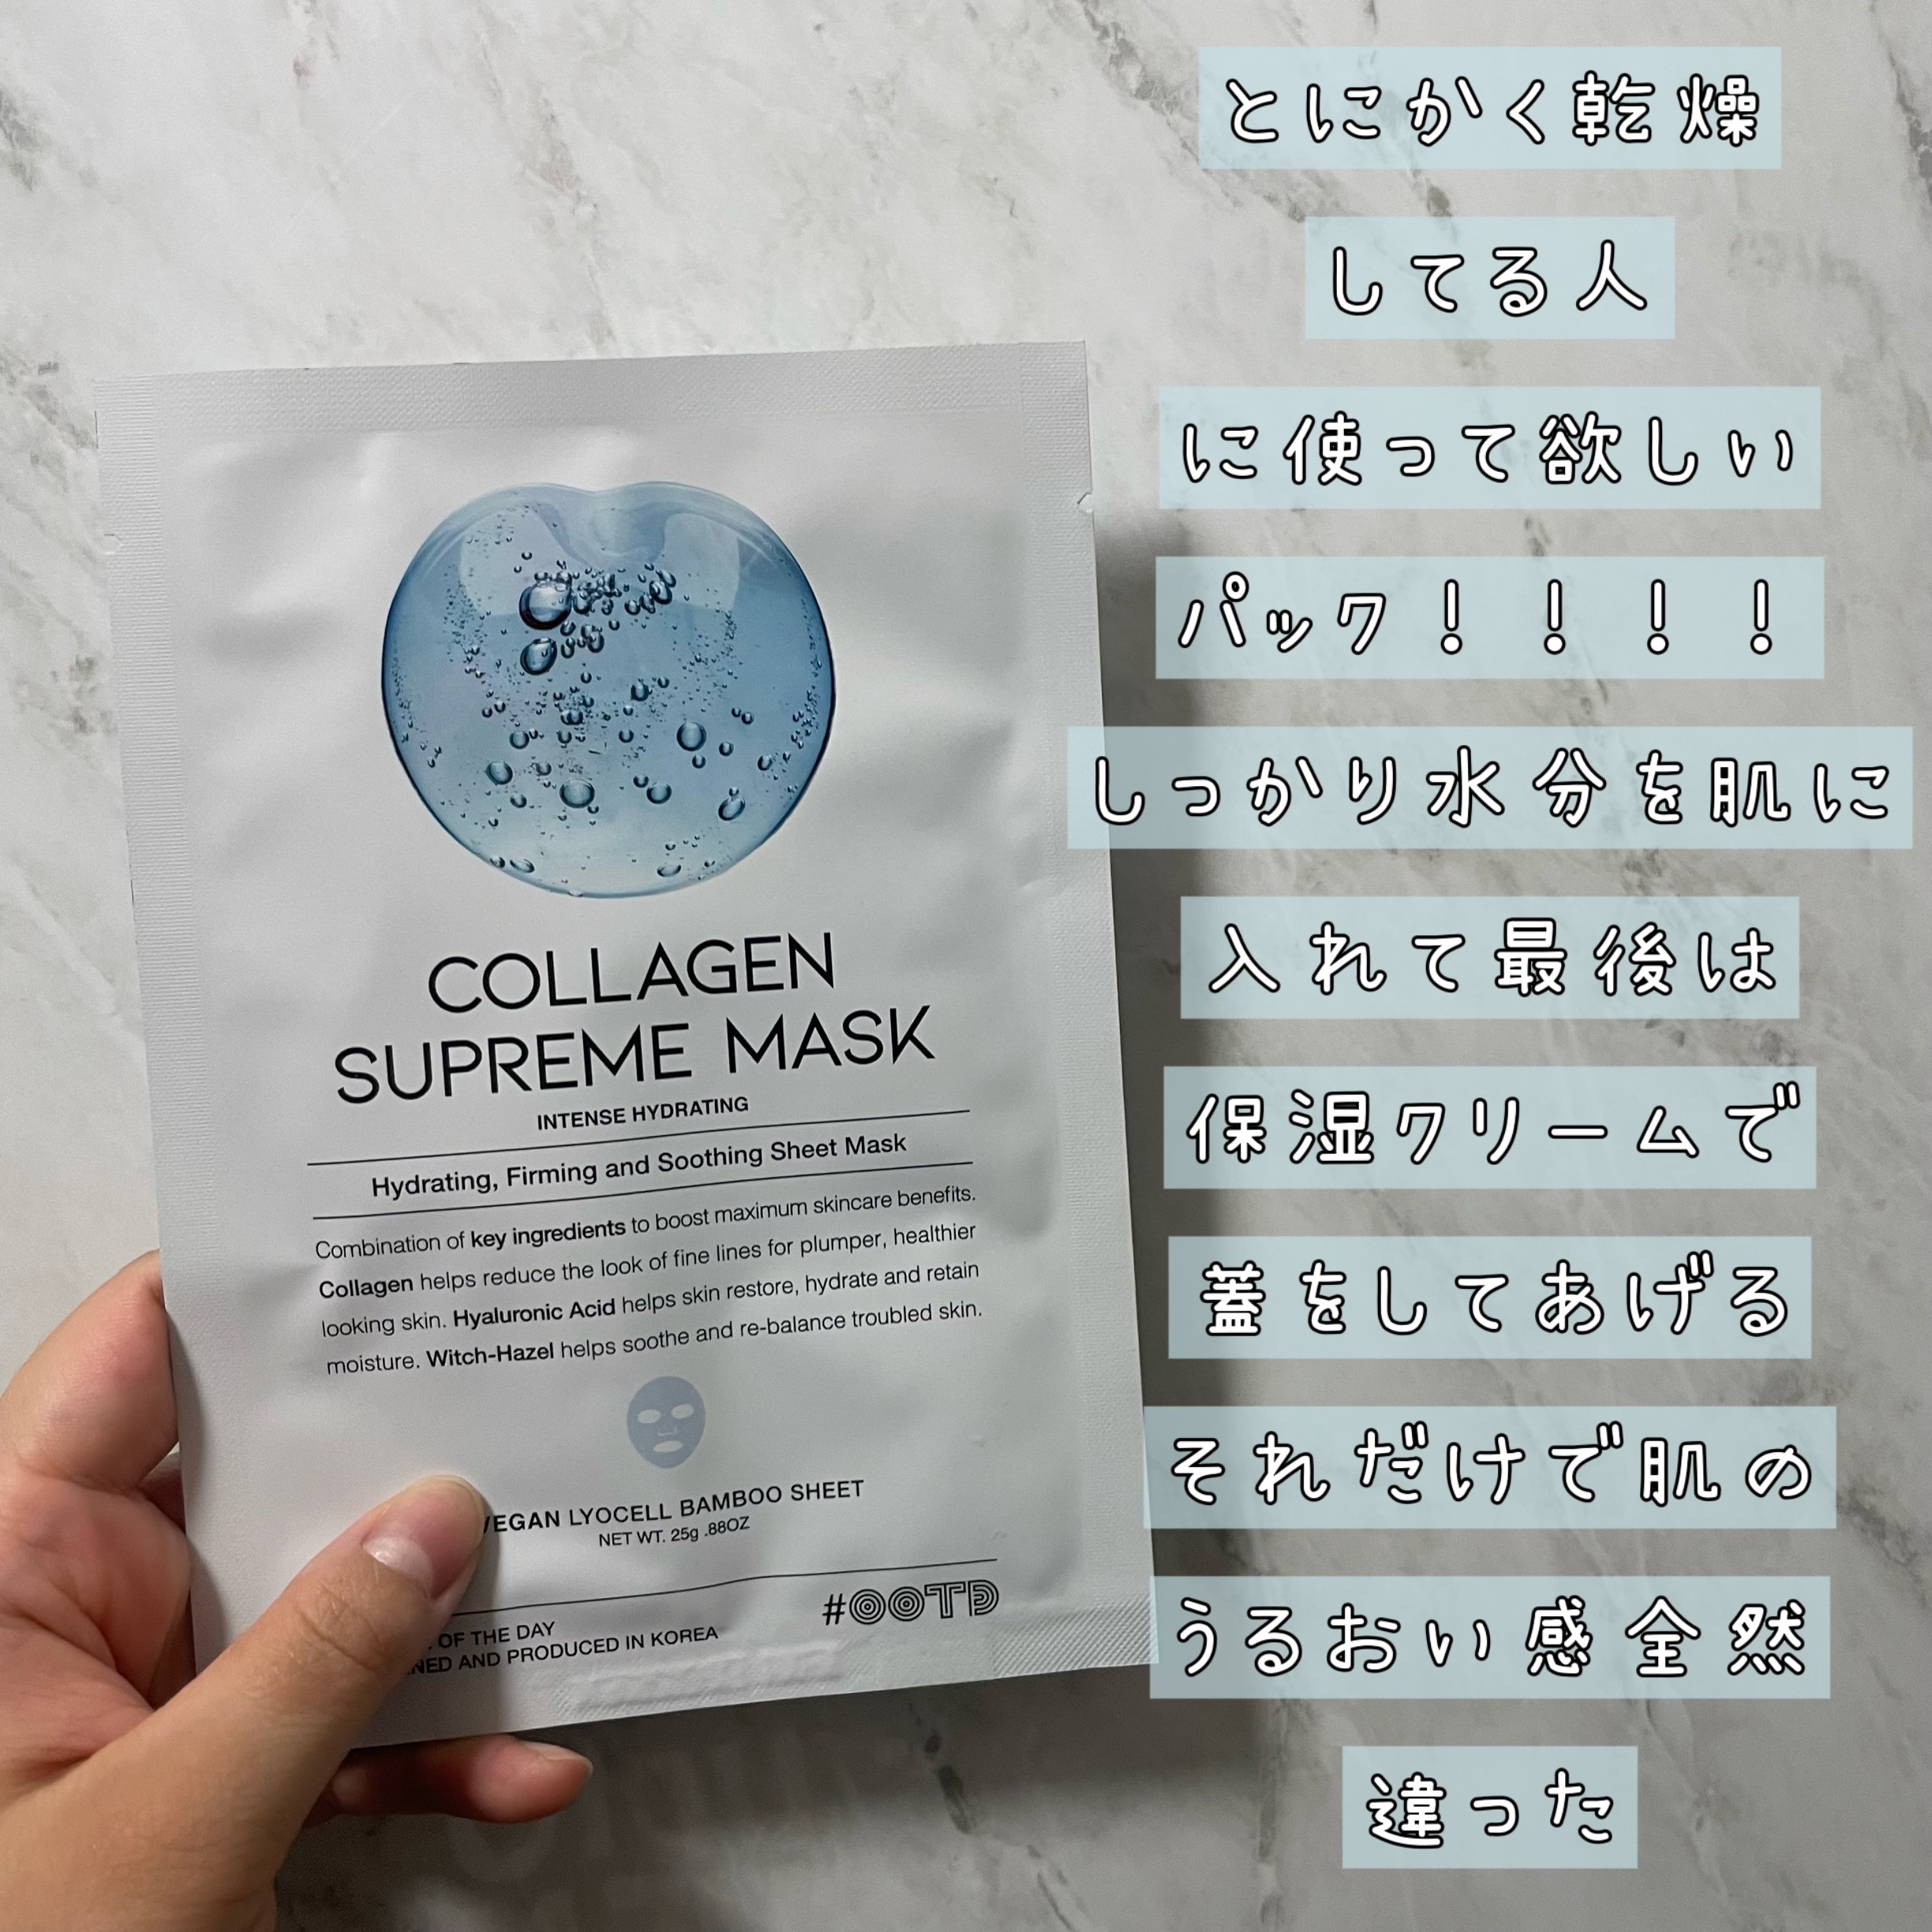 とにかく乾燥
してる人
に使って欲しい
パック！！！！
しっかり水分を肌に
入れて最後は
保湿クリームで
蓋をしてあげる
それだけで肌の
うるおい感全然
違った
COLLAGEN
SUPREME MASK
INTENSE HYDRATING
Hydrating, Firming and Soothing Sheet Mask
Combination of key ingredients to boost maximum skincare benefits.
Collagen helps reduce the look of fine lines for plumper, healthier
looking skin. Hyaluronic Acid helps skin restore, hydrate and retain
moisture. Witch-Hazel helps soothe and re-balance troubled skin.
VEGAN LYOCELL BAMBOO SHEET
NET WT. 25g .88OZ
#OOTD
OF THE DAY
AND PRODUCED IN KOREA